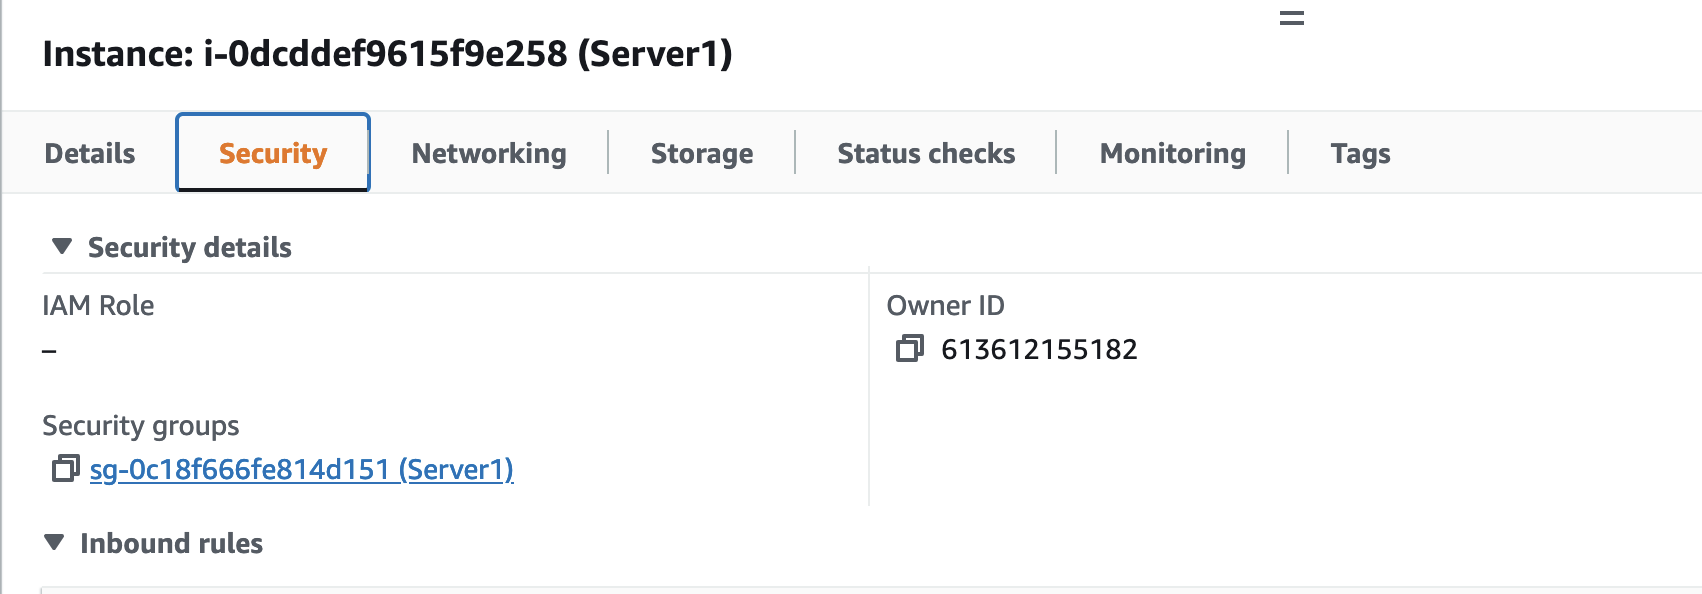 Instance: i-0dcddef9615f9e258 (Server1)
Details Security Networking Storage Status checks Monitoring Tags
Security details
IAM Role
–
Owner ID
613612155182
Security groups
sg-0c18f666fe814d151 (Server1)
Inbound rules